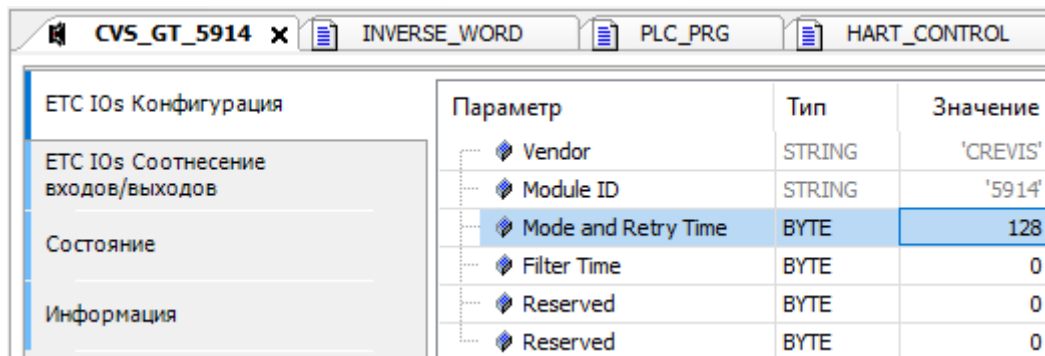 CVS_GT_5914 INVERSE_WORD PLC_PRG HART_CONTROL
ETC IOs Конфигурация
ETC IOs Соотнесение
входов/выходов
Состояние
Информация
Параметр Тип Значение
Vendor STRING 'CREVIS'
Module ID STRING '5914'
Mode and Retry Time BYTE 128
Filter Time BYTE 0
Reserved BYTE 0
Reserved BYTE 0